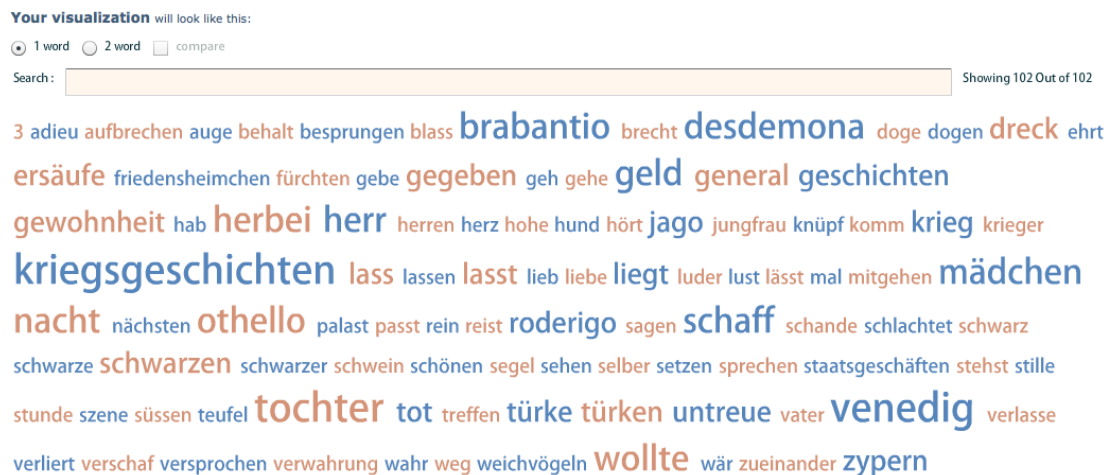 Your visualization will look like this:
1 word 2 word compare
Search : Showing 102 Out of 102
3 adieu aufbrechen auge behalt besprungen blass brabantio brecht desdemona doge dogen dreck ehrt
ersäufe friedensheimchen fürchten gebe gegeben geh gehe geld general geschichten
gewohnheit hab herbei herr herren herz hohe hund hört jago jungfrau knüpf komm krieg krieger
kriegsgeschichten lass lassen lasst lieb liebe liegt luder lust lässt mal mitgehen mädchen
nacht nächsten othello palast passt rein reist roderigo sagen schaff schande schlachtet schwarz
schwarze schwarzen schwarzer schwein schönen segel sehen selber setzen sprechen staatsgeschäften stehst stille
stunde szene süssen teufel tochter tot treffen türke türken untreue vater venedig verlasse
verliert verschaf versprochen verwahrung wahr weg weichvögeln wollte wär zueinander zypern